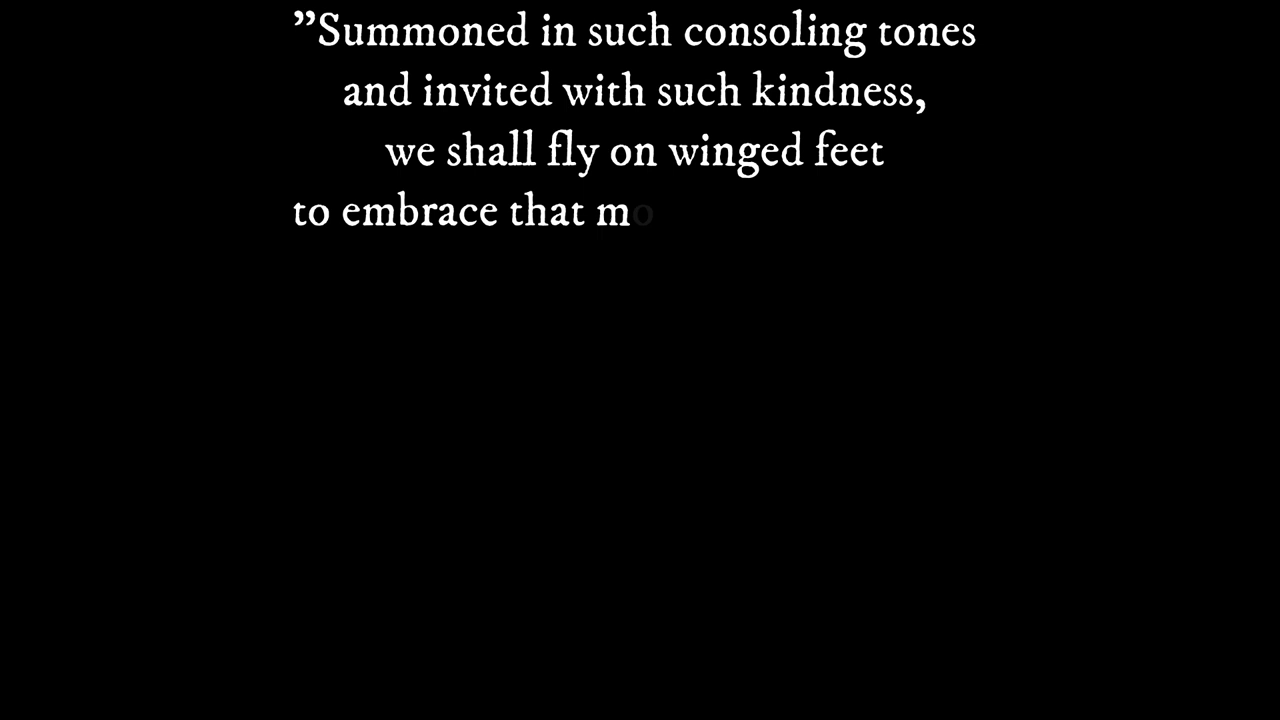 ”Summoned in such consoling tones
and invited with such kindness,
we shall fly on winged feet
to embrace that mo